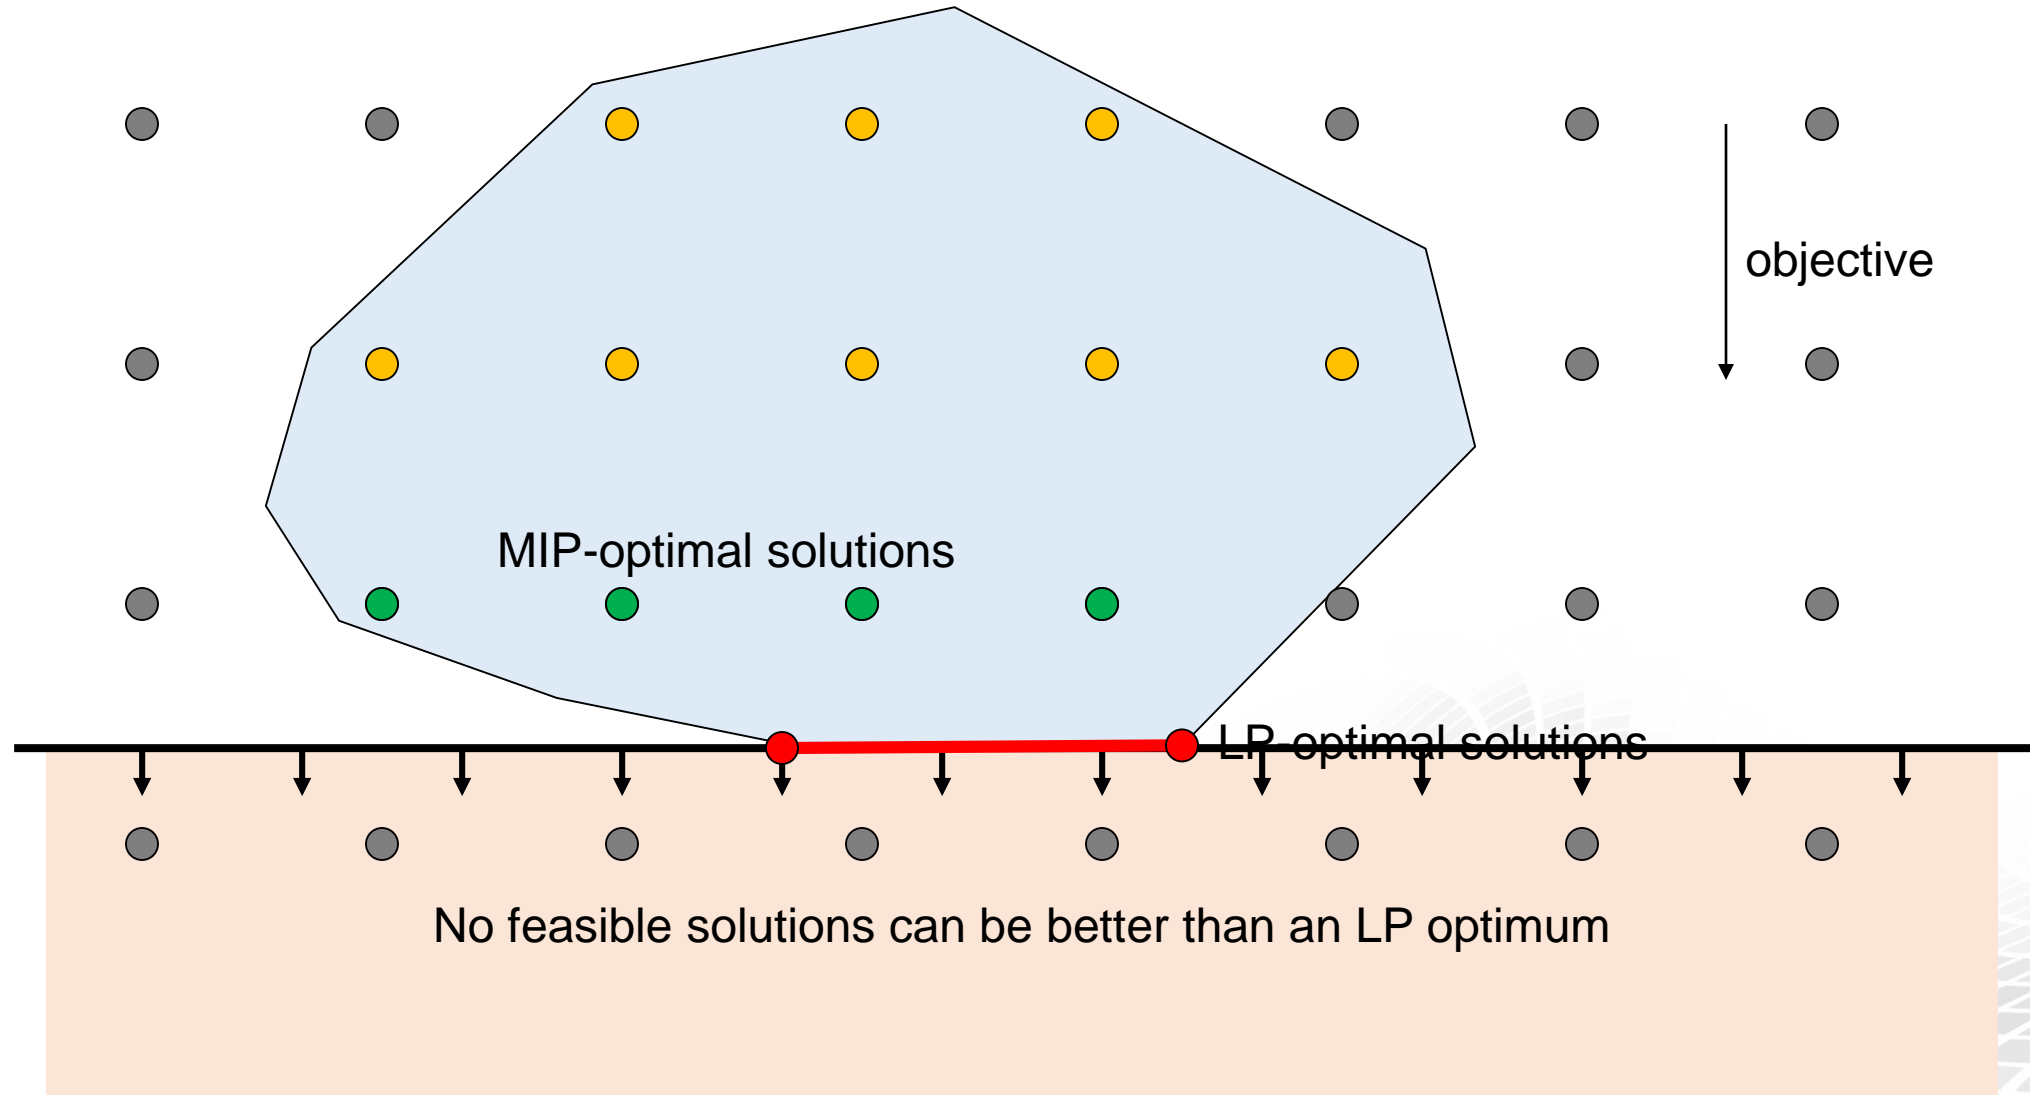 objective
MIP-optimal solutions
LP-optimal solutions
No feasible solutions can be better than an LP optimum